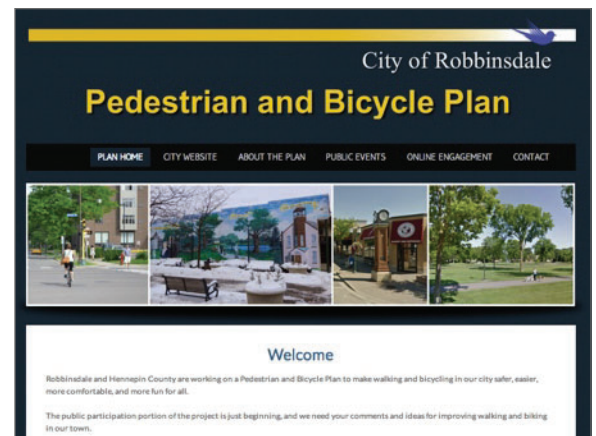 City of Robbinsdale
Pedestrian and Bicycle Plan
PLAN HOME CITY WEBSITE ABOUT THE PLAN PUBLIC EVENTS ONLINE ENGAGEMENT CONTACT
Welcome
Robbinsdale and Hennepin County are working on a Pedestrian and Bicycle Plan to make walking and bicycling in our city safer, easier,
more comfortable, and more fun for all.
The public participation portion of the project is just beginning, and we need your comments and ideas for improving walking and biking
in our town.